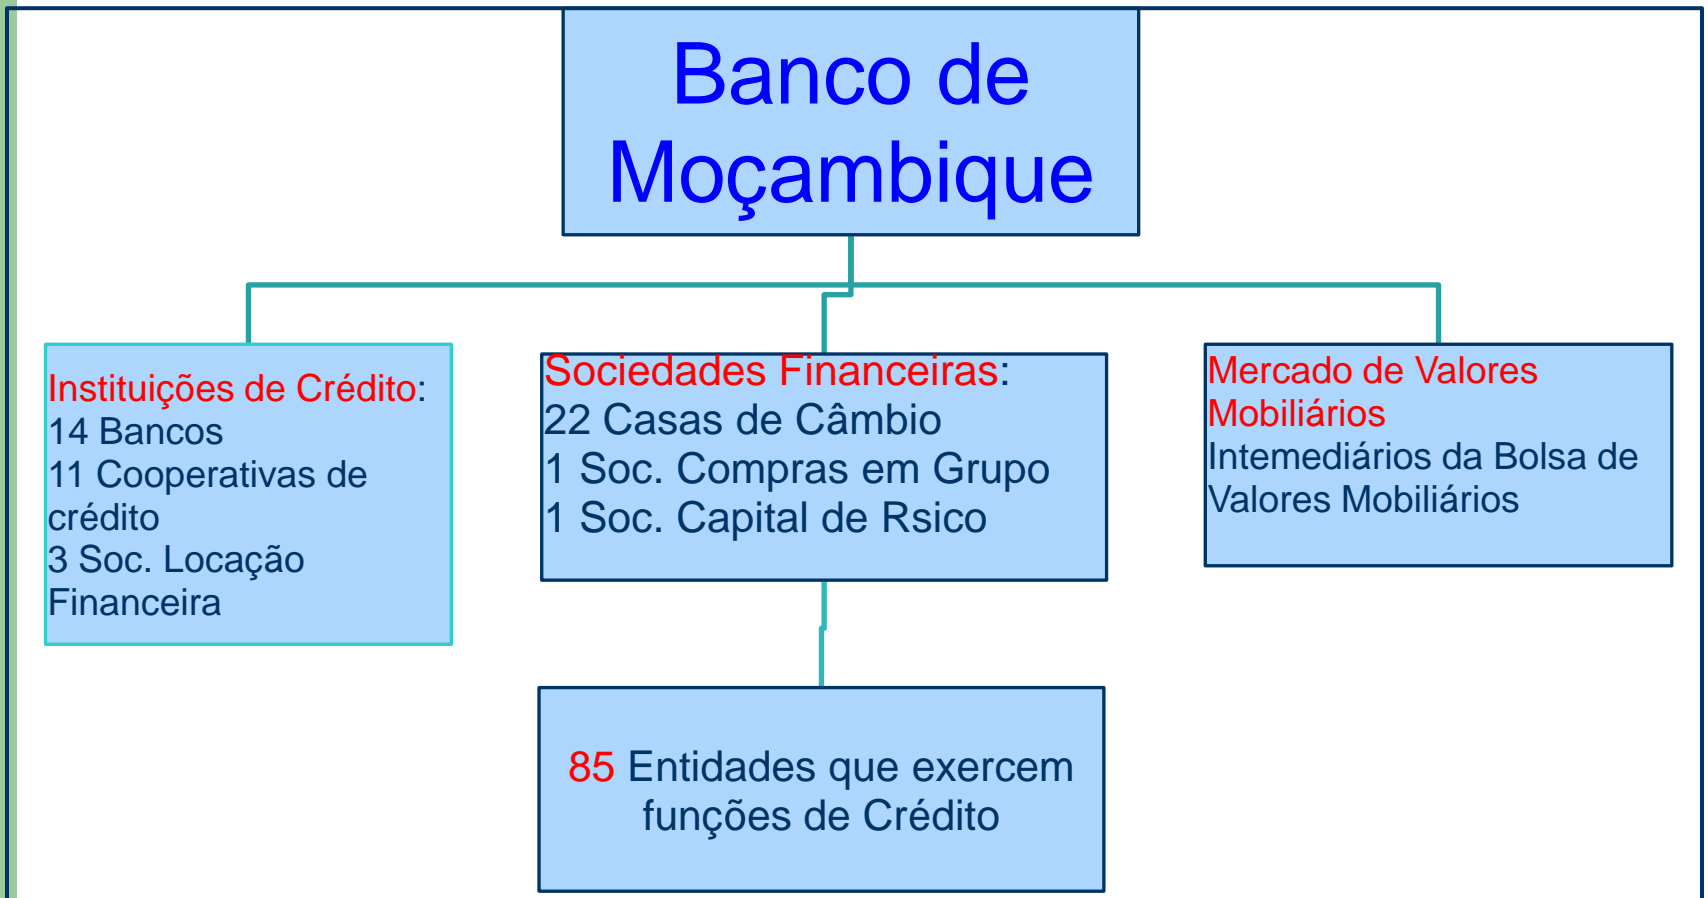 Banco de
Moçambique
Instituições de Crédito:
14 Bancos
11 Cooperativas de
crédito
3 Soc. Locação
Financeira
Sociedades Financeiras:
22 Casas de Câmbio
1 Soc. Compras em Grupo
1 Soc. Capital de Rsico
Mercado de Valores
Mobiliários
Intemediários da Bolsa de
Valores Mobiliários
85 Entidades que exercem
funções de Crédito